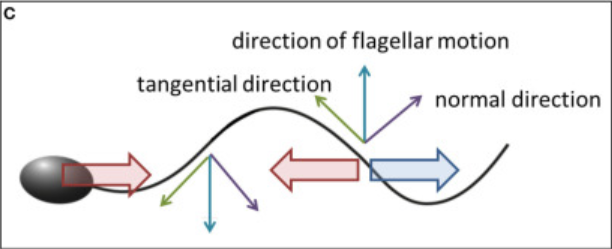 C
direction of flagellar motion
tangential direction
normal direction